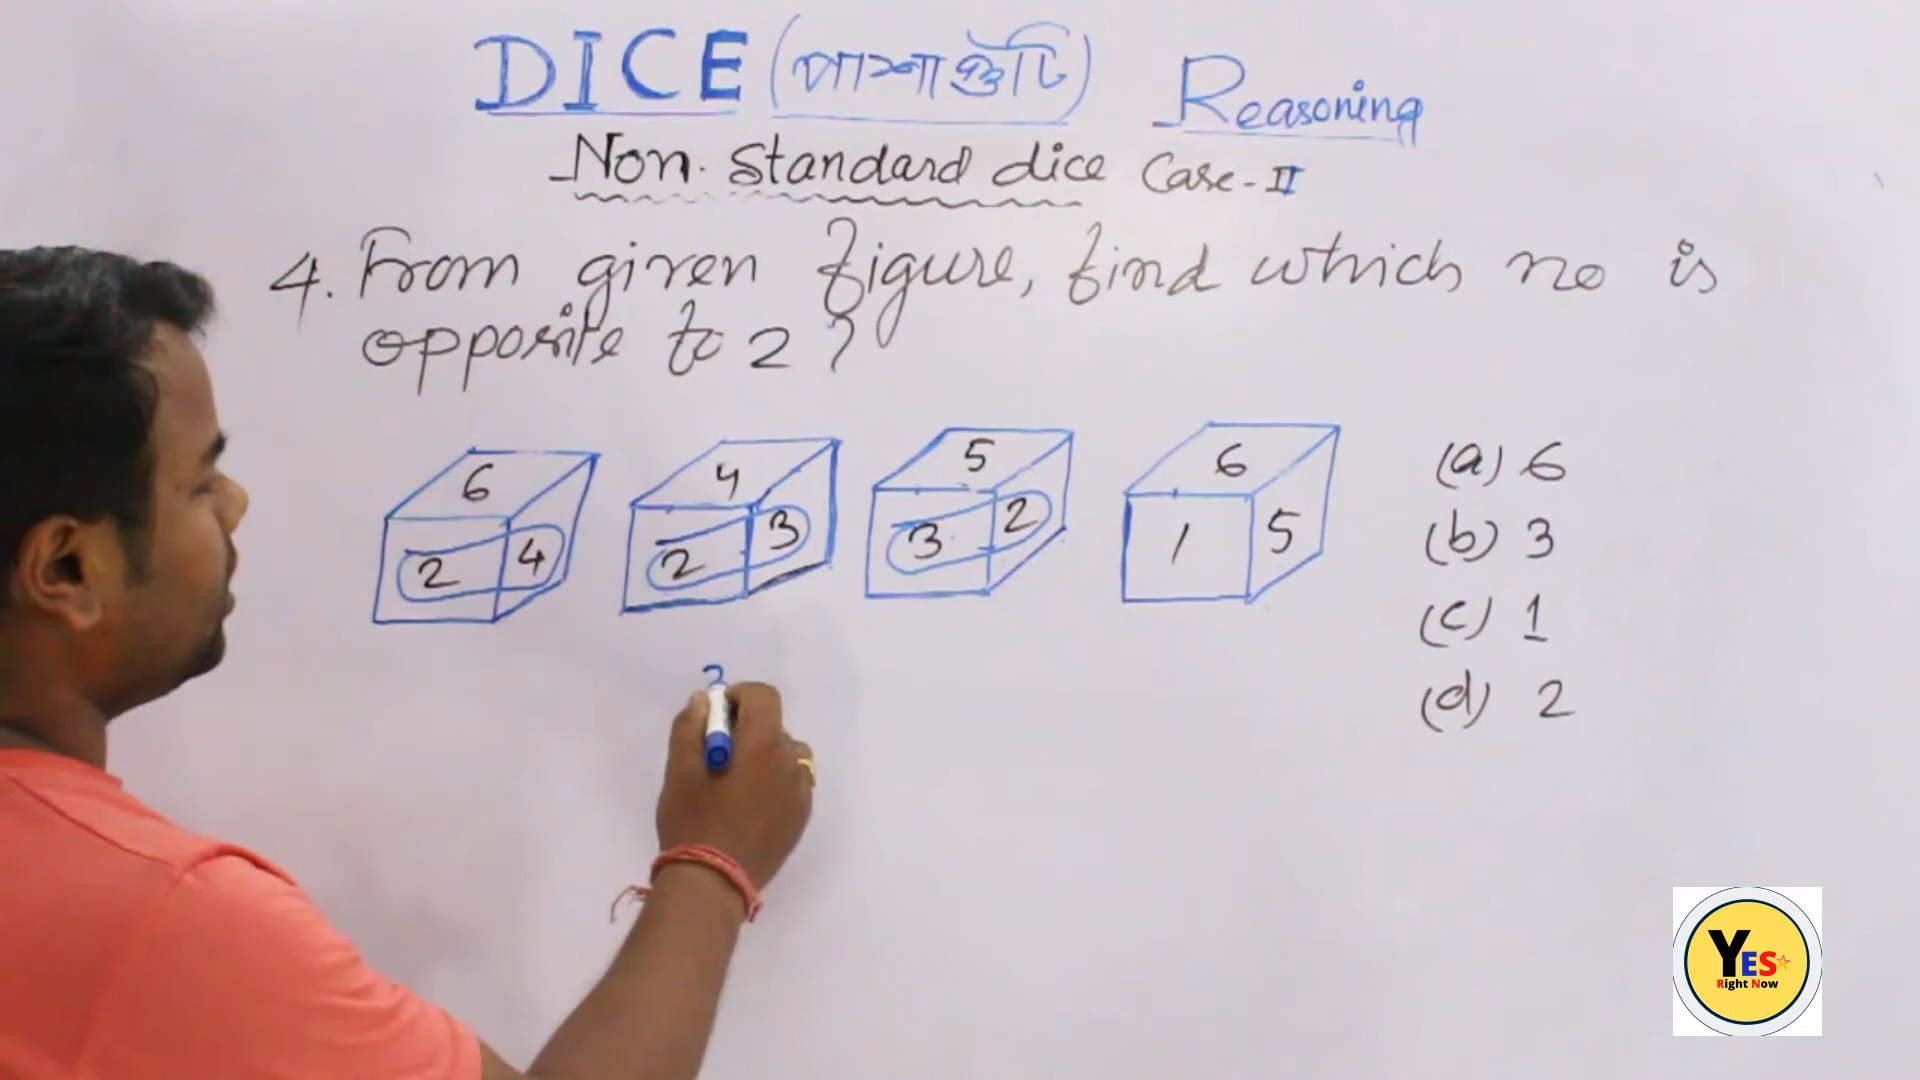 DICE (পাশা গুটি) Reasoning
Non. Standard dice Case-II
4. From given figure, find which no is
opposite to 2 ?
6
2 4
4
2 3
5
3 2
6
1 5
(a) 6
(b) 3
(c) 1
(d) 2
YES
Right Now